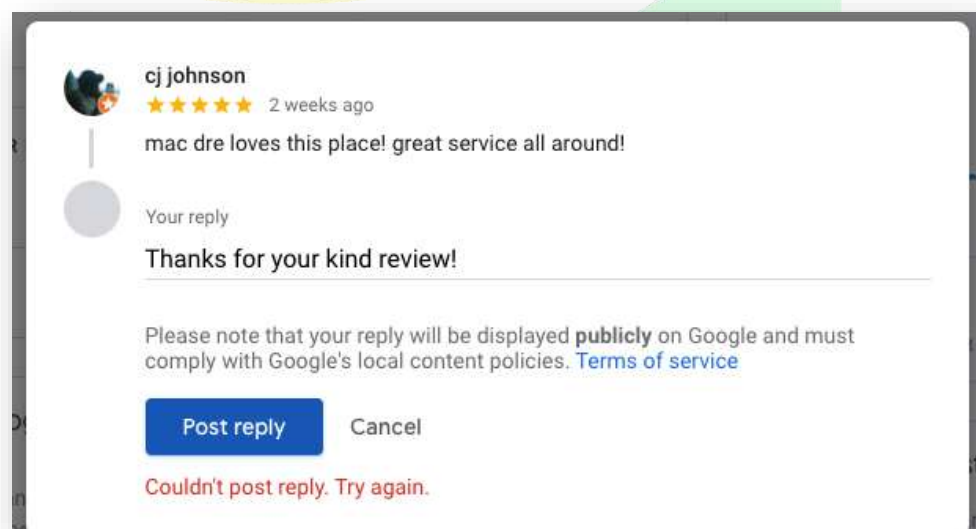 cj johnson
2 weeks ago
mac dre loves this place! great service all around!
Your reply
Thanks for your kind review!
Please note that your reply will be displayed publicly on Google and must
comply with Google's local content policies. Terms of service
Post reply
Cancel
Couldn't post reply. Try again.